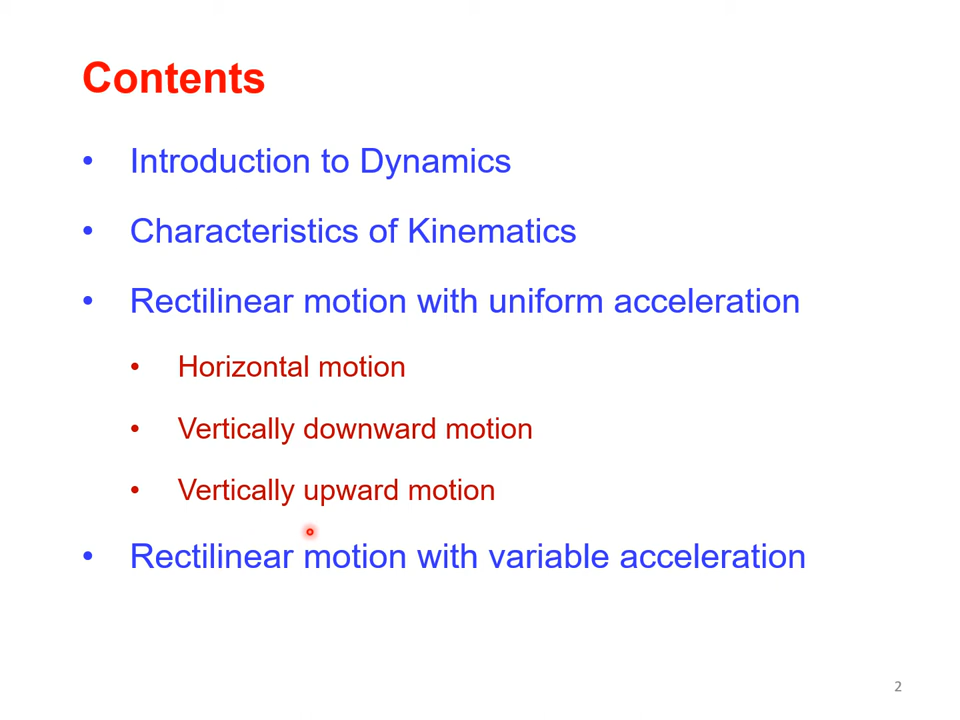 Contents
• Introduction to Dynamics
• Characteristics of Kinematics
• Rectilinear motion with uniform acceleration
• Horizontal motion
• Vertically downward motion
• Vertically upward motion
• Rectilinear motion with variable acceleration
2